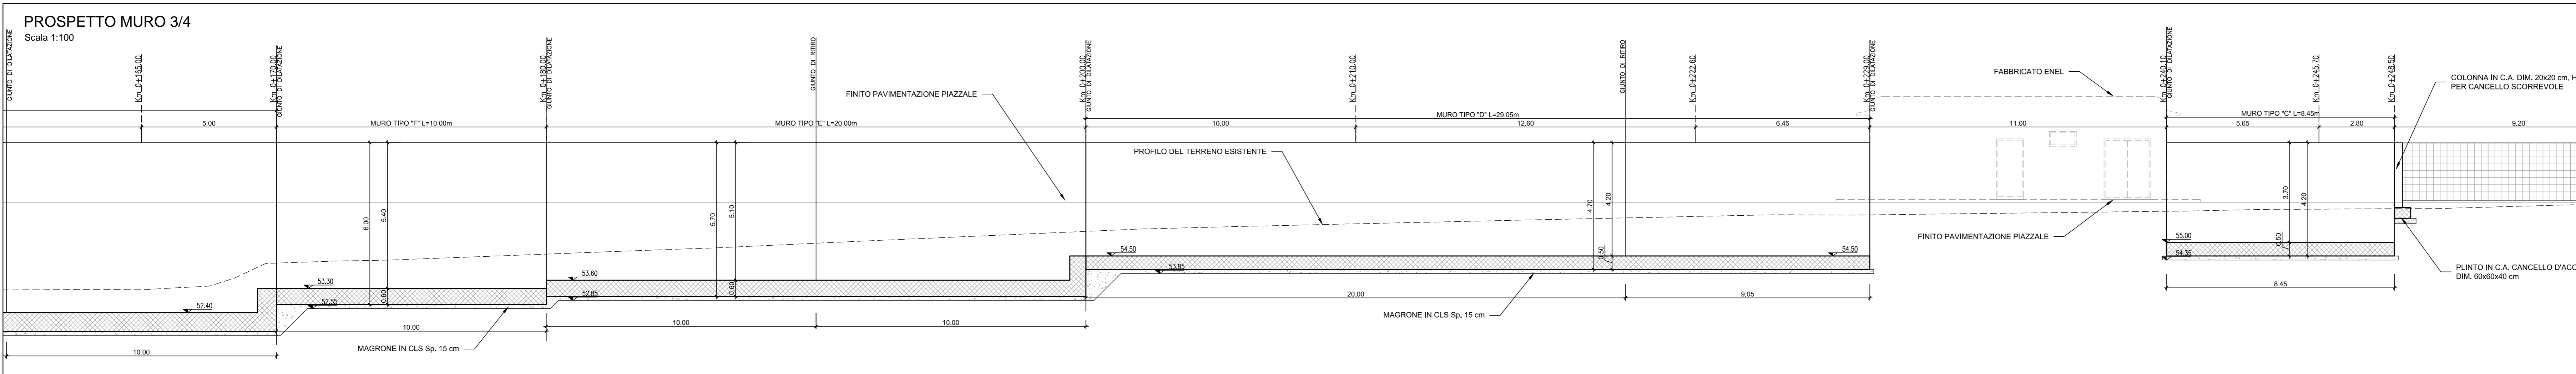 PROSPETTO MURO 3/4
Scala 1:100
GIUNTO DI DILATAZIONE
Km 0+165.00
Km 0+170.00
GIUNTO DI DILATAZIONE
Km 0+180.00
GIUNTO DI DILATAZIONE
GIUNTO DI RITIRO
Km 0+200.00
GIUNTO DI DILATAZIONE
Km 0+210.00
GIUNTO DI RITIRO
Km 0+222.60
Km 0+229.00
GIUNTO DI DILATAZIONE
Km 0+240.10
GIUNTO DI DILATAZIONE
Km 0+245.70
Km 0+248.50
FABBRICATO ENEL
COLONNA IN C.A. DIM. 20x20 cm, H
PER CANCELLO SCORREVOLE
FINITO PAVIMENTAZIONE PIAZZALE
MURO TIPO "D" L=29.05m
MURO TIPO "C" L=8.45m
5.00
MURO TIPO "F" L=10.00m
MURO TIPO "E" L=20.00m
10.00
12.60
6.45
11.00
5.65
2.80
9.20
PROFILO DEL TERRENO ESISTENTE
6.00
5.40
5.70
5.10
4.70
4.20
3.70
4.20
FINITO PAVIMENTAZIONE PIAZZALE
54.50
54.50
55.00
0.50
0.50
54.35
53.85
53.60
53.30
52.85
0.60
0.60
52.55
52.40
PLINTO IN C.A. CANCELLO D'ACC
DIM. 60x60x40 cm
8.45
20.00
9.05
MAGRONE IN CLS Sp. 15 cm
10.00
10.00
10.00
MAGRONE IN CLS Sp. 15 cm
10.00